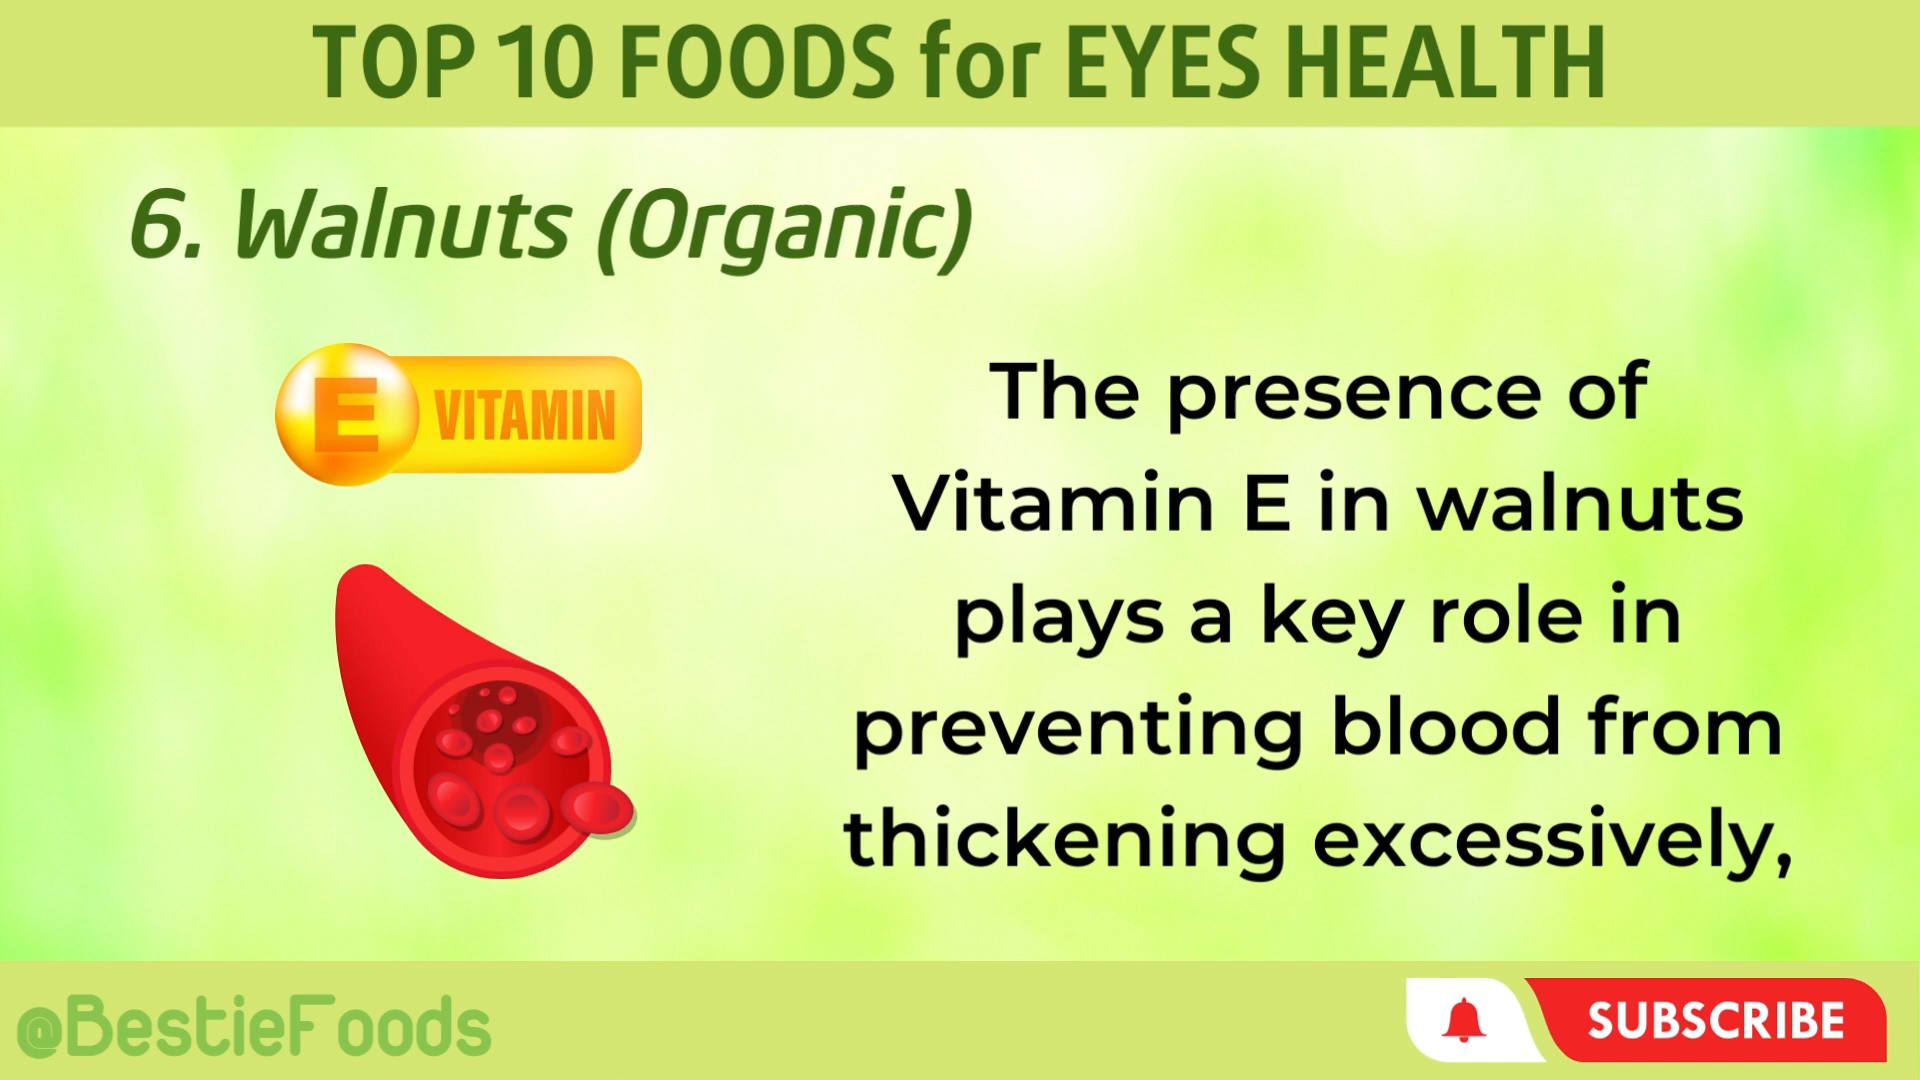 TOP 10 FOODS for EYES HEALTH
6. Walnuts (Organic)
E VITAMIN
The presence of
Vitamin E in walnuts
plays a key role in
preventing blood from
thickening excessively,
@BestieFoods
SUBSCRIBE